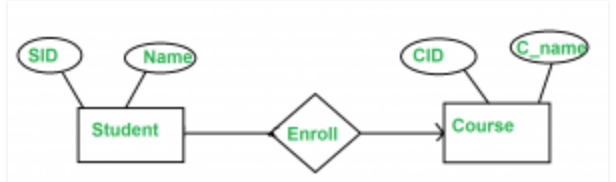 SID
Name
CID
C_name
Student
Enroll
Course